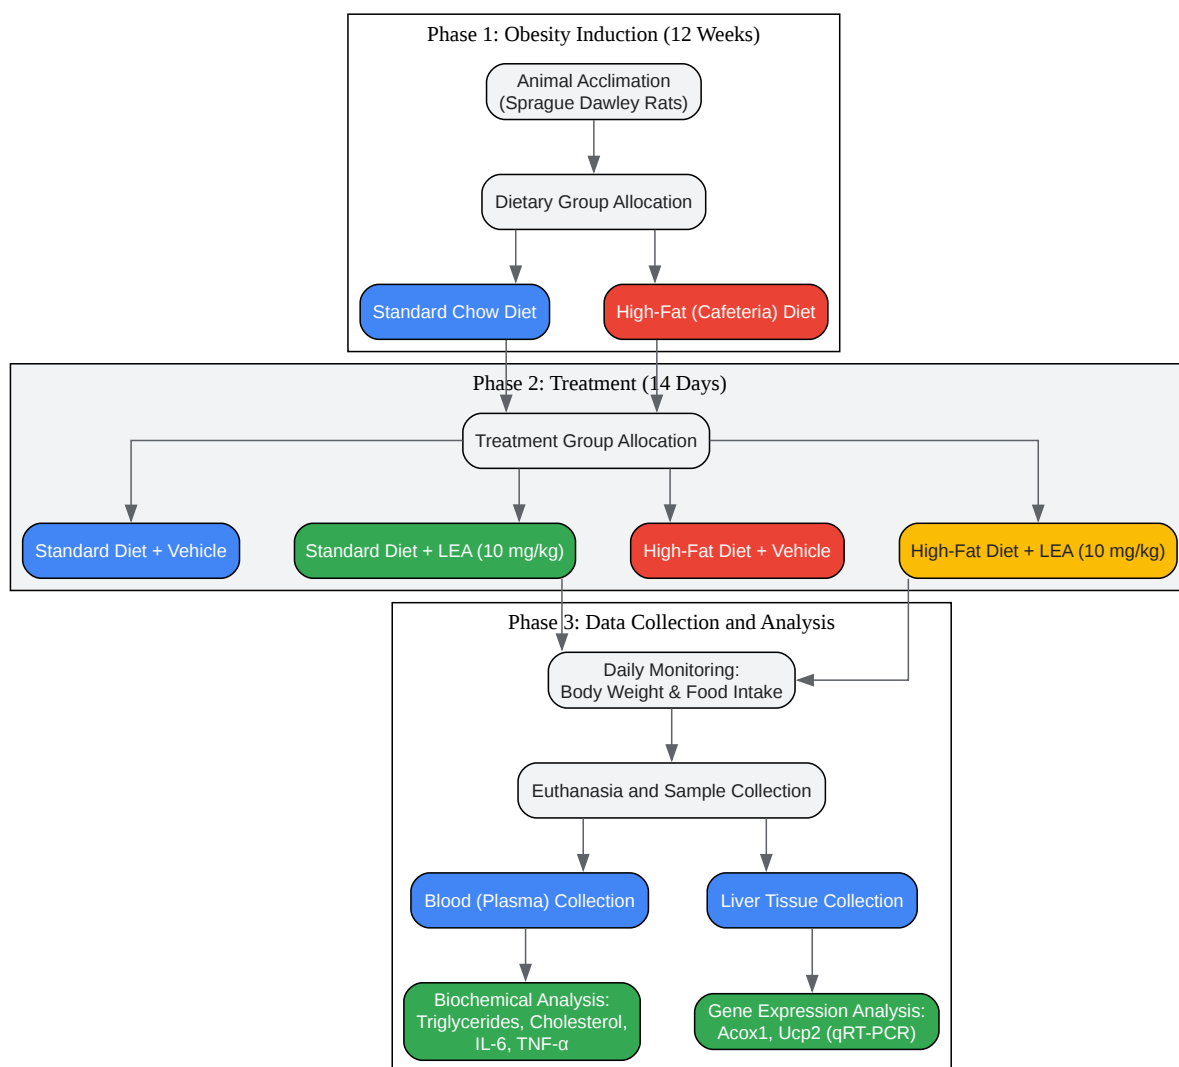 Phase 1: Obesity Induction (12 Weeks)
Animal Acclimation
(Sprague Dawley Rats)
Dietary Group Allocation
Standard Chow Diet
High-Fat (Cafeteria) Diet
Phase 2: Treatment (14 Days)
Treatment Group Allocation
Standard Diet + Vehicle
Standard Diet + LEA (10 mg/kg)
High-Fat Diet + Vehicle
High-Fat Diet + LEA (10 mg/kg)
Phase 3: Data Collection and Analysis
Daily Monitoring:
Body Weight & Food Intake
Euthanasia and Sample Collection
Blood (Plasma) Collection
Liver Tissue Collection
Biochemical Analysis:
Triglycerides, Cholesterol,
IL-6, TNF-α
Gene Expression Analysis:
Acox1, Ucp2 (qRT-PCR)